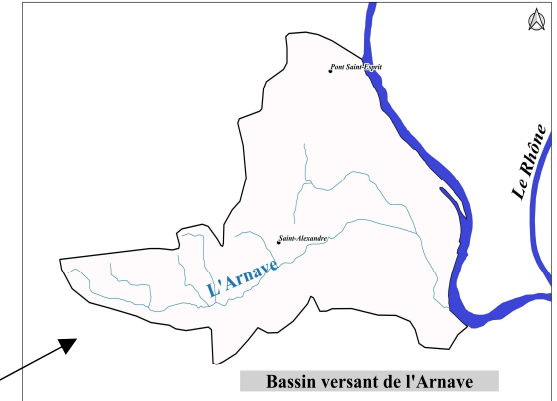 Pont Saint-Esprit
Le Rhône
Saint-Alexandre
L'Arnave
Bassin versant de l'Arnave